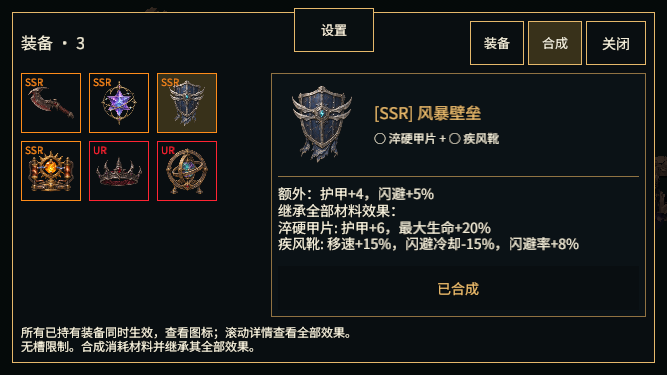 设置
装备 · 3
装备
合成
关闭
SSR
SSR
SSR
SSR
UR
UR
[SSR] 风暴壁垒
○ 淬硬甲片 + ○ 疾风靴
额外：护甲+4，闪避+5%
继承全部材料效果：
淬硬甲片: 护甲+6，最大生命+20%
疾风靴: 移速+15%，闪避冷却-15%，闪避率+8%
已合成
所有已持有装备同时生效，查看图标；滚动详情查看全部效果。
无槽限制。合成消耗材料并继承其全部效果。